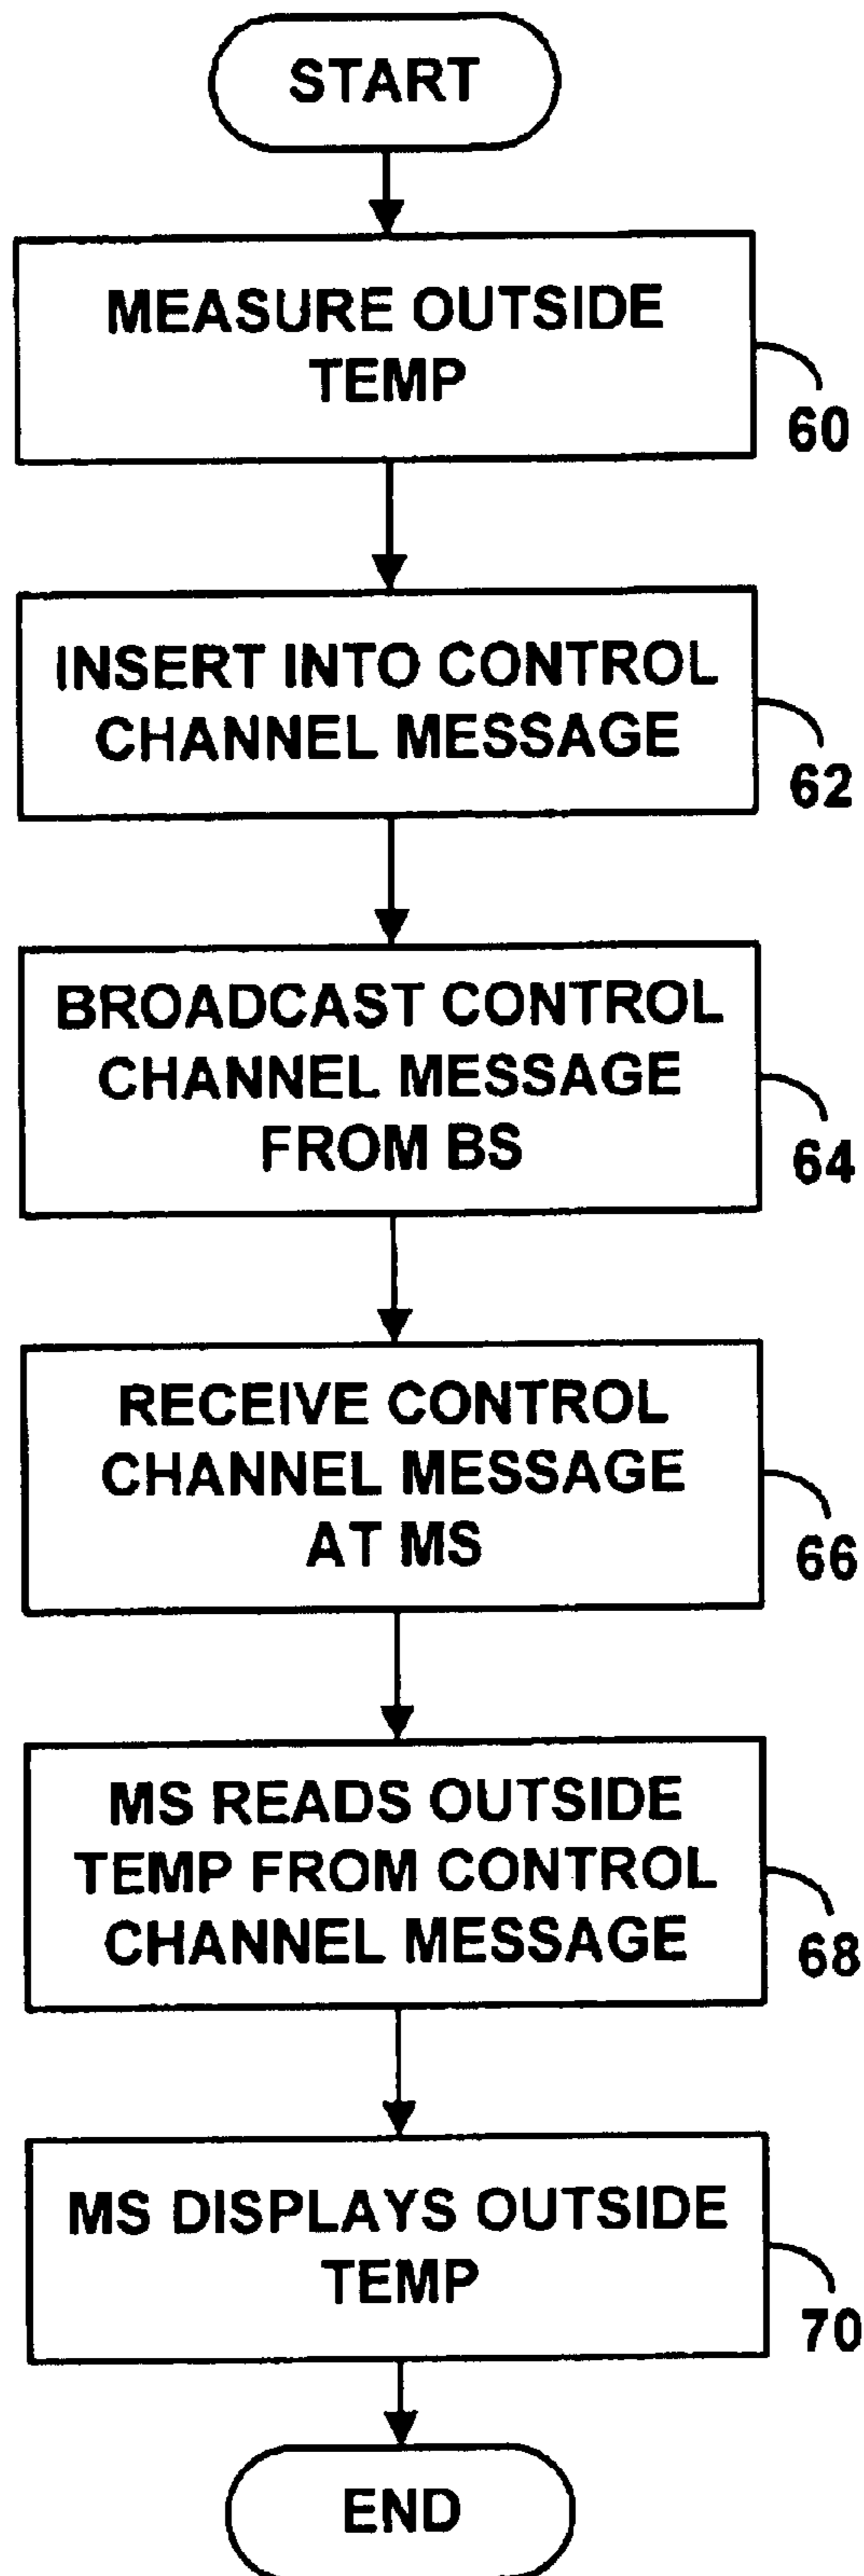 START
MEASURE OUTSIDE
TEMP
60
INSERT INTO CONTROL
CHANNEL MESSAGE
62
BROADCAST CONTROL
CHANNEL MESSAGE
FROM BS
64
RECEIVE CONTROL
CHANNEL MESSAGE
AT MS
66
MS READS OUTSIDE
TEMP FROM CONTROL
CHANNEL MESSAGE
68
MS DISPLAYS OUTSIDE
TEMP
70
END